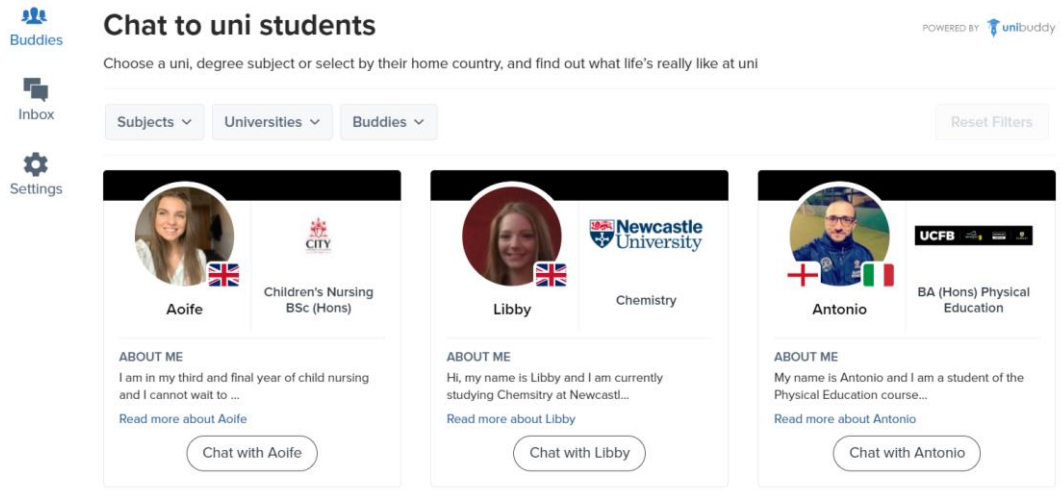 Buddies
Inbox
Settings
Chat to uni students
POWERED BY unibuddy
Choose a uni, degree subject or select by their home country, and find out what life's really like at uni
Subjects
Universities
Buddies
Reset Filters
CITY
Aoife
Children's Nursing
BSc (Hons)
ABOUT ME
I am in my third and final year of child nursing
and I cannot wait to ...
Read more about Aoife
Chat with Aoife
Newcastle
University
Libby
Chemistry
ABOUT ME
Hi, my name is Libby and I am currently
studying Chemsitry at Newcastl...
Read more about Libby
Chat with Libby
UCFB
Antonio
BA (Hons) Physical
Education
ABOUT ME
My name is Antonio and I am a student of the
Physical Education course...
Read more about Antonio
Chat with Antonio